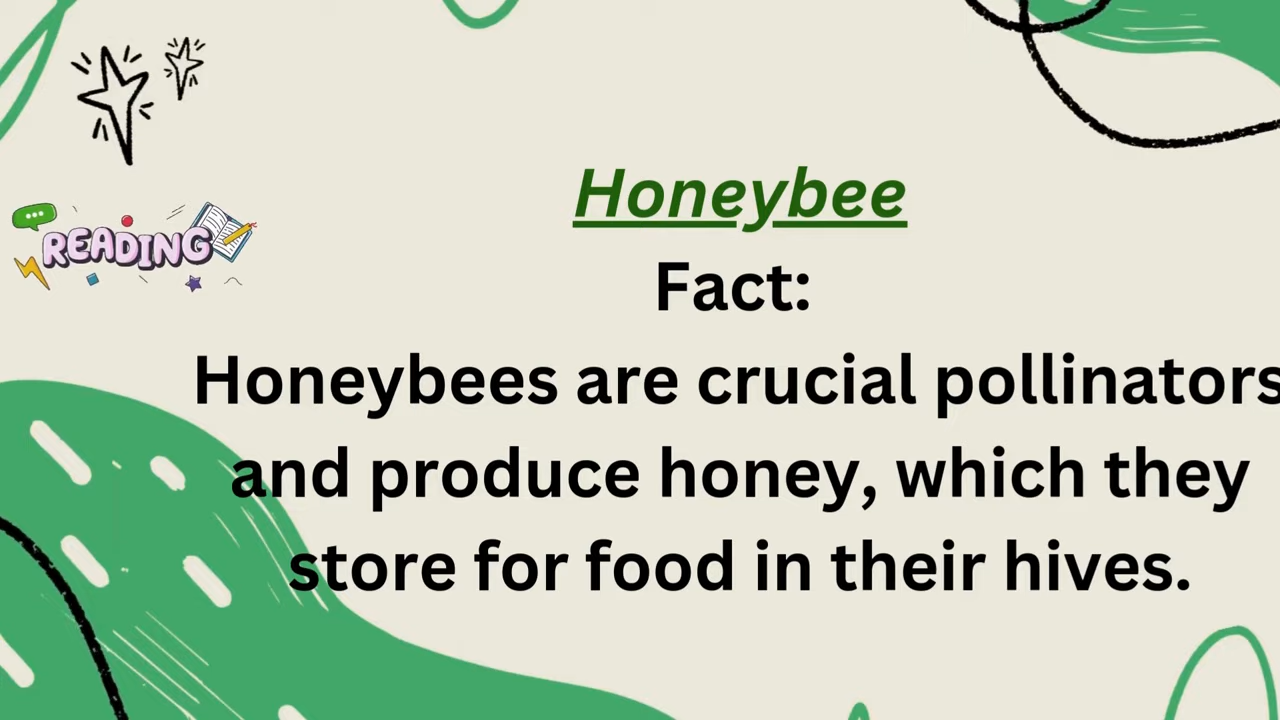 READING
Honeybee
Fact:
Honeybees are crucial pollinators
and produce honey, which they
store for food in their hives.